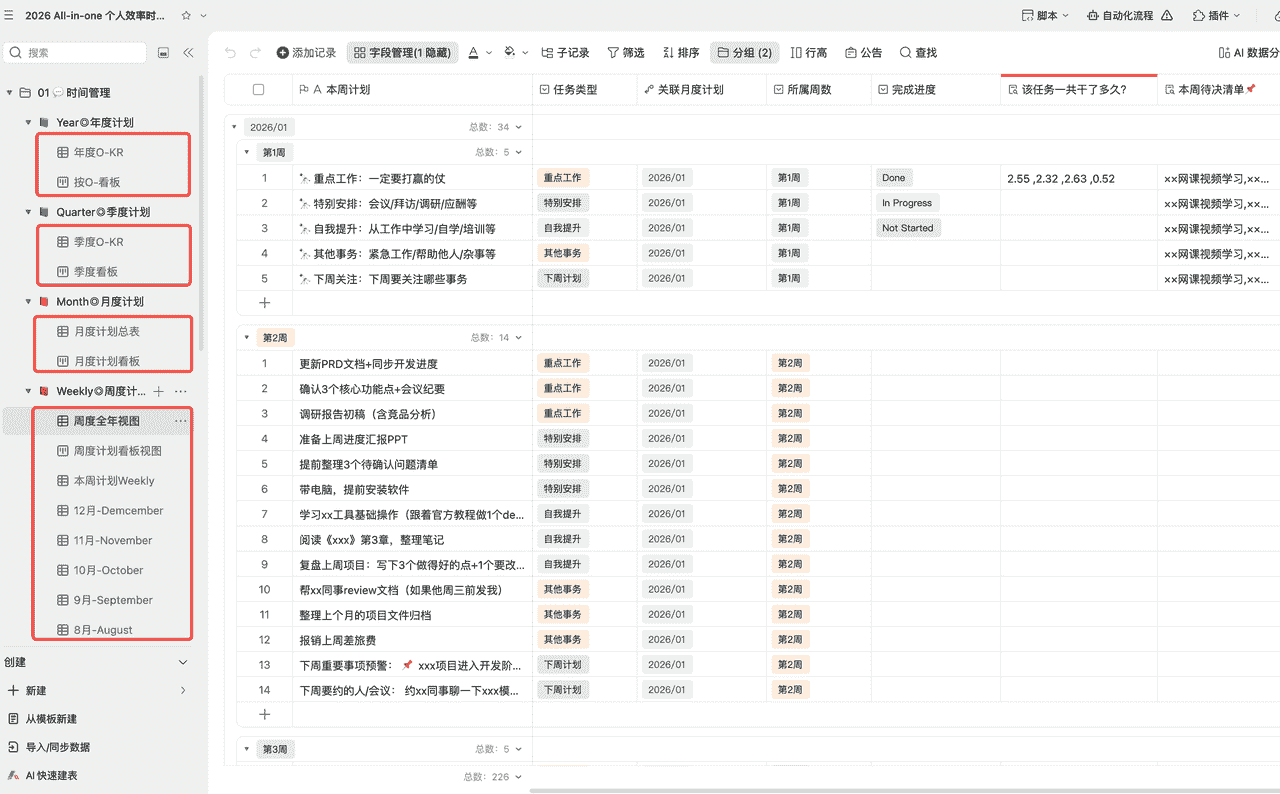 2026 All-in-one 个人效率时...
脚本
自动化流程
插件
搜索
添加记录
字段管理(1 隐藏)
子记录
筛选
排序
分组 (2)
行高
公告
查找
AI 数据分
01 时间管理
Year◎年度计划
年度O-KR
按O-看板
Quarter◎季度计划
季度O-KR
季度看板
Month◎月度计划
月度计划总表
月度计划看板
Weekly◎周度计...
周度全年视图
周度计划看板视图
本周计划Weekly
12月-Demcember
11月-November
10月-October
9月-September
8月-August
创建
新建
从模板新建
导入/同步数据
AI 快速建表
A 本周计划 任务类型 关联月度计划 所属周数 完成进度 该任务一共干了多久? 本周待决清单
2026/01 总数: 34
第1周 总数: 5
1 重点工作：一定要打赢的仗 重点工作 2026/01 第1周 Done 2.55 ,2.32 ,2.63 ,0.52 ××网课视频学习,××...
2 特别安排：会议/拜访/调研/应酬等 特别安排 2026/01 第1周 In Progress ××网课视频学习,××...
3 自我提升：从工作中学习/自学/培训等 自我提升 2026/01 第1周 Not Started ××网课视频学习,××...
4 其他事务：紧急工作/帮助他人/杂事等 其他事务 2026/01 第1周 ××网课视频学习,××...
5 下周关注：下周要关注哪些事务 下周计划 2026/01 第1周 ××网课视频学习,××...
第2周 总数: 14
1 更新PRD文档+同步开发进度 重点工作 2026/01 第2周
2 确认3个核心功能点+会议纪要 重点工作 2026/01 第2周
3 调研报告初稿（含竞品分析） 重点工作 2026/01 第2周
4 准备上周进度汇报PPT 特别安排 2026/01 第2周
5 提前整理3个待确认问题清单 特别安排 2026/01 第2周
6 带电脑，提前安装软件 特别安排 2026/01 第2周
7 学习xx工具基础操作（跟着官方教程做1个de... 自我提升 2026/01 第2周
8 阅读《xxx》第3章，整理笔记 自我提升 2026/01 第2周
9 复盘上周项目：写下3个做得好的点+1个要改... 自我提升 2026/01 第2周
10 帮xx同事review文档（如果他周三前发我） 其他事务 2026/01 第2周
11 整理上个月的项目文件归档 其他事务 2026/01 第2周
12 报销上周差旅费 其他事务 2026/01 第2周
13 下周重要事项预警： xxx项目进入开发阶... 下周计划 2026/01 第2周
14 下周要约的人/会议： 约xx同事聊一下xxx模... 下周计划 2026/01 第2周
第3周 总数: 5
总数: 226